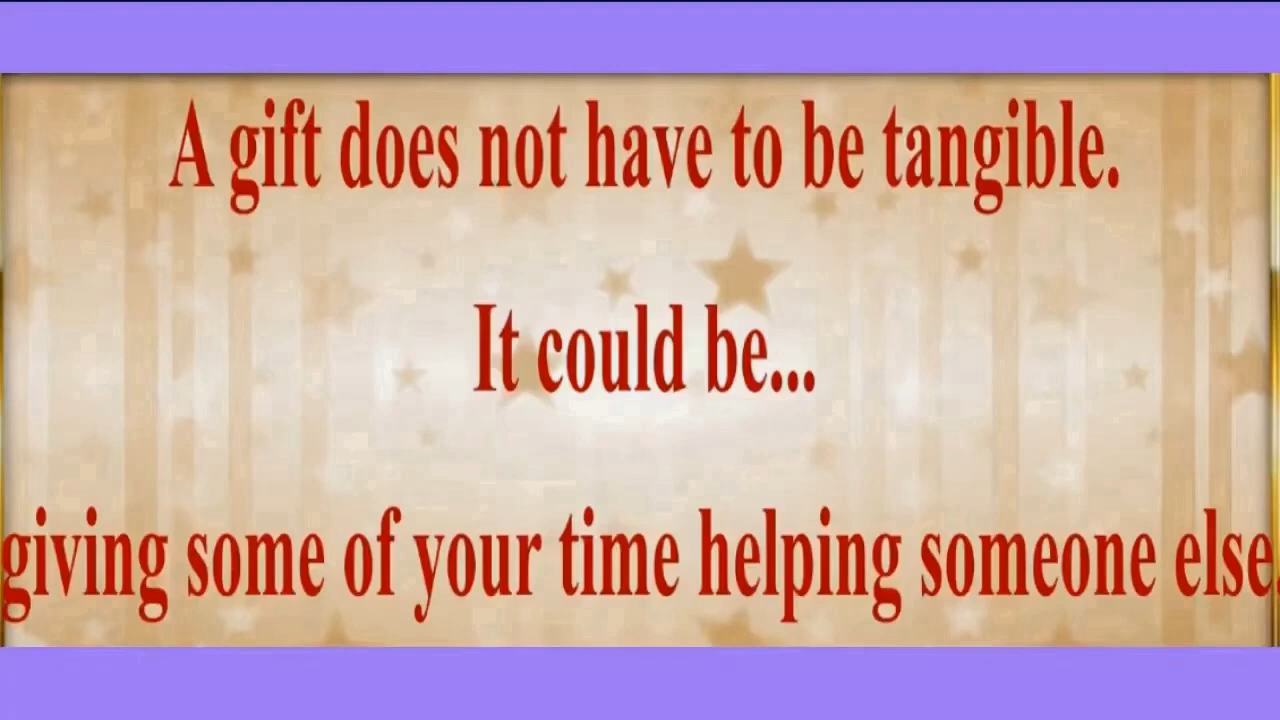 A gift does not have to be tangible.
It could be...
giving some of your time helping someone else.